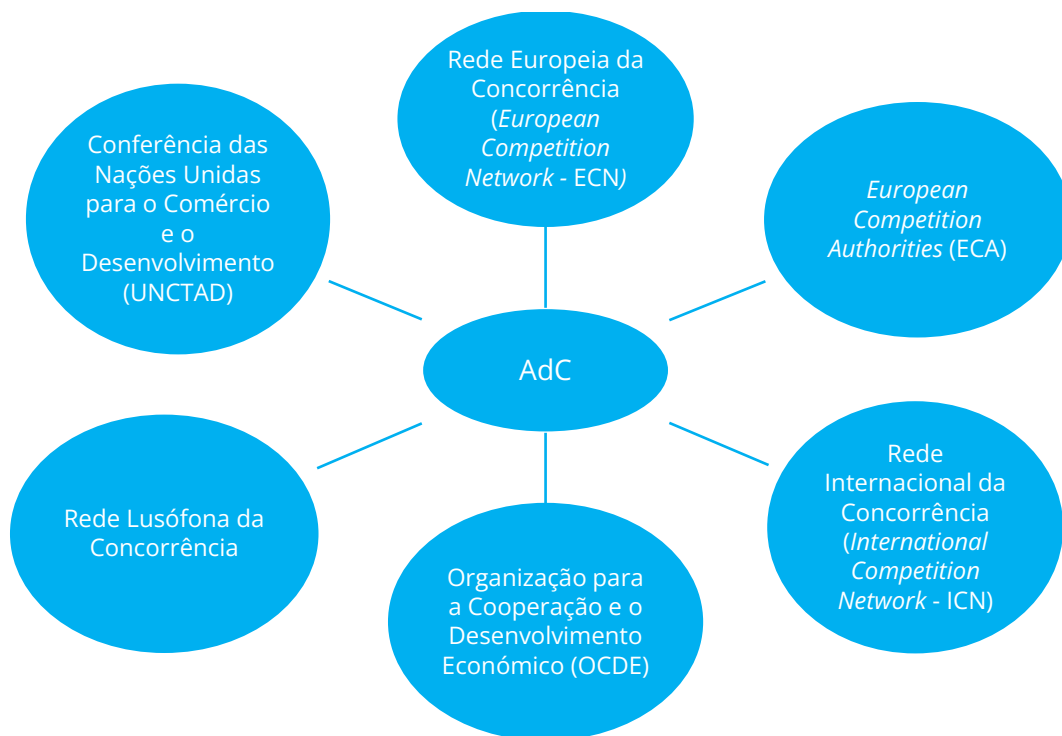 Rede Europeia da
Concorrência
(European
Competition
Network - ECN)
European
Competition
Authorities (ECA)
Rede
Internacional da
Concorrência
(International
Competition
Network - ICN)
Organização para
a Cooperação e o
Desenvolvimento
Económico (OCDE)
Rede Lusófona da
Concorrência
Conferência das
Nações Unidas
para o Comércio
e o
Desenvolvimento
(UNCTAD)
AdC